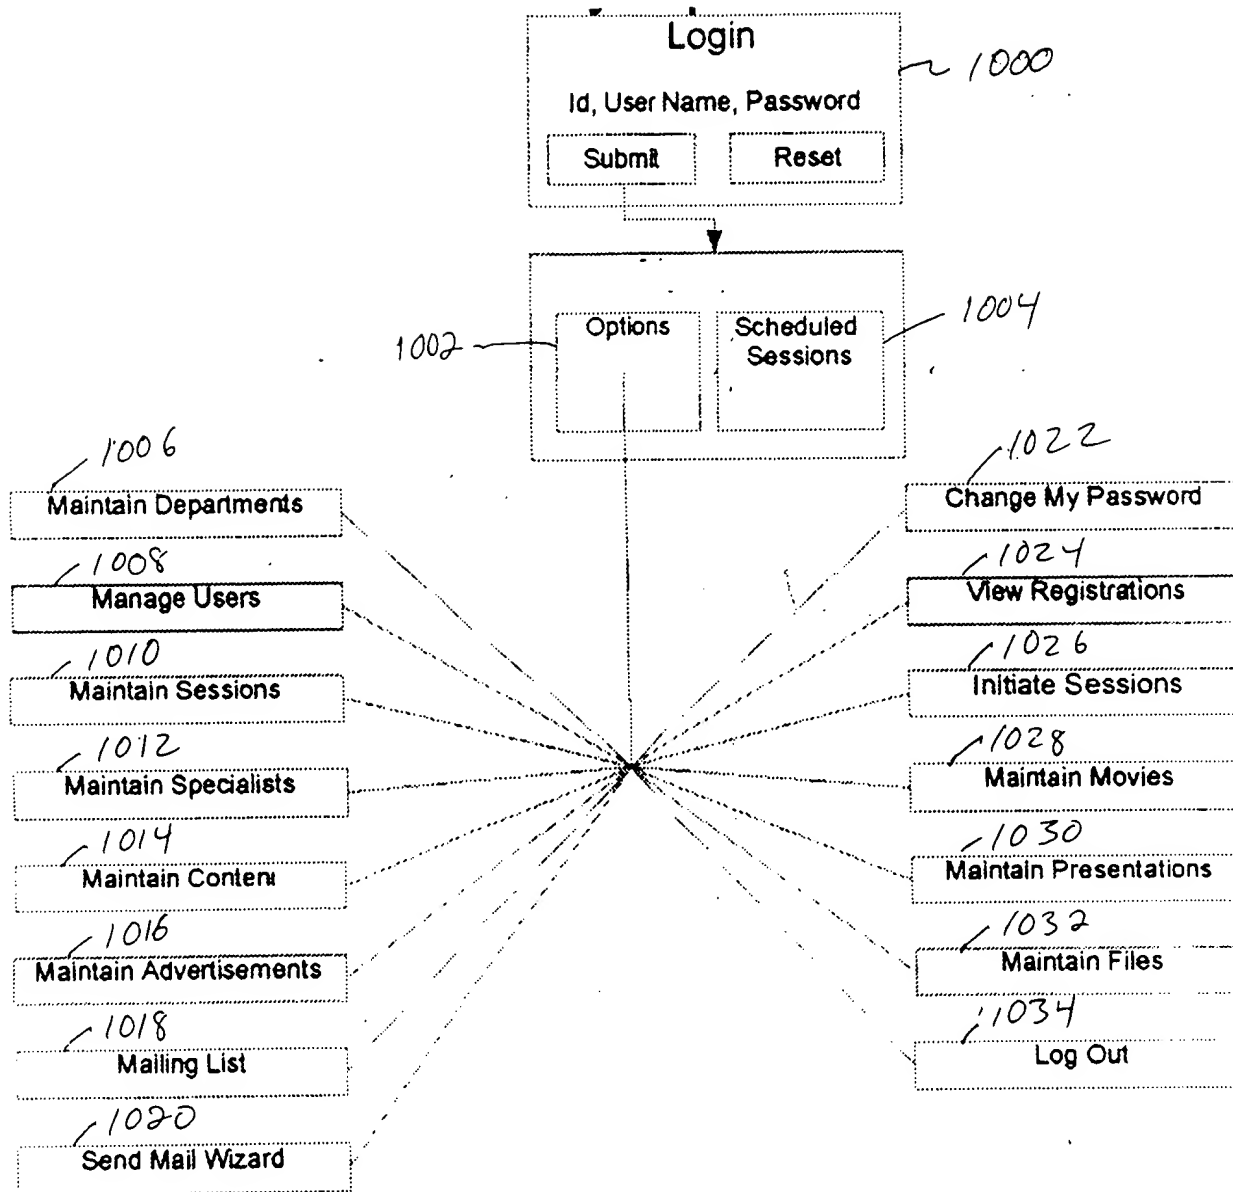 Login
1000
Id, User Name, Password
Submit
Reset
1002
Options
Scheduled
Sessions
1004
1006
Maintain Departments
1008
Manage Users
1010
Maintain Sessions
1012
Maintain Specialists
1014
Maintain Content
1016
Maintain Advertisements
1018
Mailing List
1020
Send Mail Wizard
1022
Change My Password
1024
View Registrations
1026
Initiate Sessions
1028
Maintain Movies
1030
Maintain Presentations
1032
Maintain Files
1034
Log Out